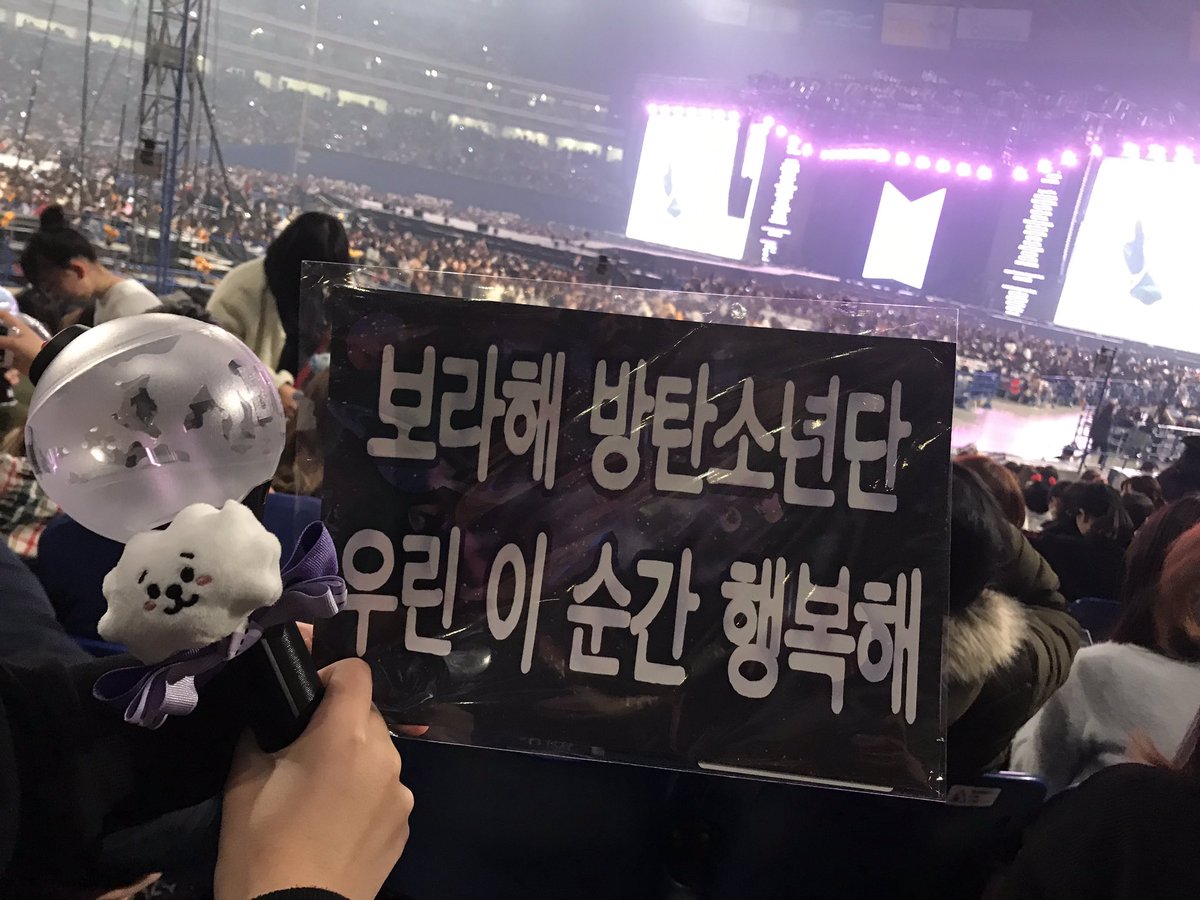 보라해 방탄소년단
우린 이 순간 행복해